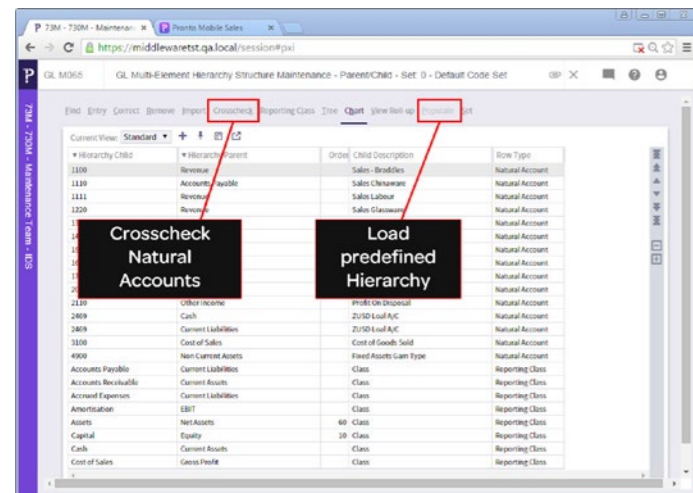 P 73M - 730M - Maintenan
Pronto Mobile Sales
https://middlewaretst.qa.local/session#pxi
GL M065 GL Multi-Element Hierarchy Structure Maintenance - Parent/Child - Set: 0 - Default Code Set
73M - 730M - Maintenance Team - IDS
Find Entry Correct Remove Import Crosscheck Reporting Class Tree Chart View Roll-up Populate Set
Current View: Standard
Hierarchy Child Hierarchy Parent Order Child Description Row Type
1100 Revenue Sales - Broddies Natural Account
1110 Accounts Payable Sales Chinaware Natural Account
1111 Revenue Sales Labour Natural Account
1220 Revenue Sales Glassware Natural Account
Natural Account
Natural Account
Natural Account
Natural Account
Natural Account
Natural Account
Crosscheck
Natural
Accounts
Load
predefined
Hierarchy
2110 Other Income Profit On Disposal Natural Account
2469 Cash ZUSD Loal A/C Natural Account
2469 Current Liabilities ZUSD Loal A/C Natural Account
3100 Cost of Sales Cost of Goods Sold Natural Account
4900 Non Current Assets Fixed Assets Gam Type Natural Account
Accounts Payable Current Liabilities Class Reporting Class
Accounts Receivable Current Assets Class Reporting Class
Accrued Expenses Current Liabilities Class Reporting Class
Amortisation EBIT Class Reporting Class
Assets Net Assets 60 Class Reporting Class
Capital Equity 10 Class Reporting Class
Cash Current Assets Class Reporting Class
Cost of Sales Gross Profit Class Reporting Class